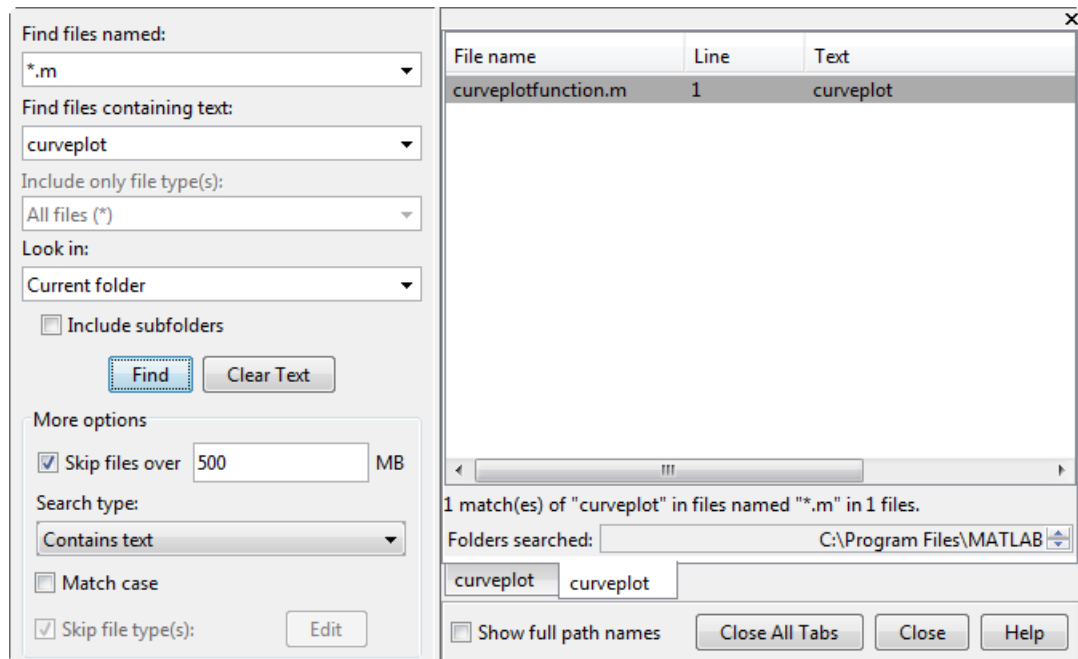 Find files named:
*.m
Find files containing text:
curveplot
Include only file type(s):
All files (*)
Look in:
Current folder
Include subfolders
Find Clear Text
More options
Skip files over 500 MB
Search type:
Contains text
Match case
Skip file type(s): Edit
File name Line Text
curveplotfunction.m 1 curveplot
1 match(es) of "curveplot" in files named "*.m" in 1 files.
Folders searched: C:\Program Files\MATLAB
curveplot curveplot
Show full path names Close All Tabs Close Help